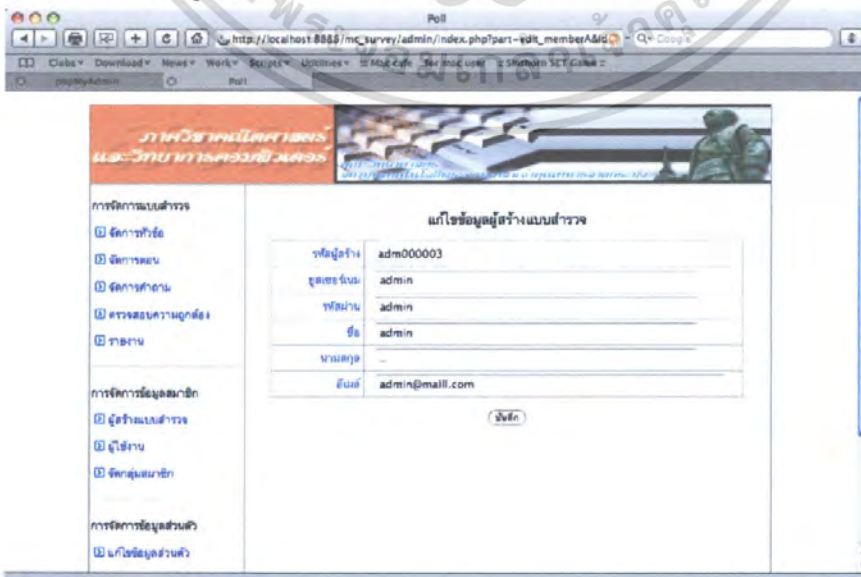 Poll
http://localhost:8888/mc_survey/admin/index.php?part=edit_memberA&id
Google
Clubs Download News Work Scripts Utilities
phpMyAdmin Poll
ภาควิชาคณิตศาสตร์
และวิทยาการคอมพิวเตอร์
การจัดการแบบสำรวจ
จัดการหัวข้อ
จัดการตอน
จัดการคำถาม
ตรวจสอบความถูกต้อง
รายงาน
การจัดการข้อมูลสมาชิก
ผู้สร้างแบบสำรวจ
ผู้ใช้งาน
จัดกลุ่มสมาชิก
การจัดการข้อมูลส่วนตัว
แก้ไขข้อมูลส่วนตัว
แก้ไขข้อมูลผู้สร้างแบบสำรวจ
รหัสผู้สร้าง adm000003
ยูสเซอร์เนม admin
รหัสผ่าน admin
ชื่อ admin
นามสกุล ..
อีเมล์ admin@malll.com
บันทึก